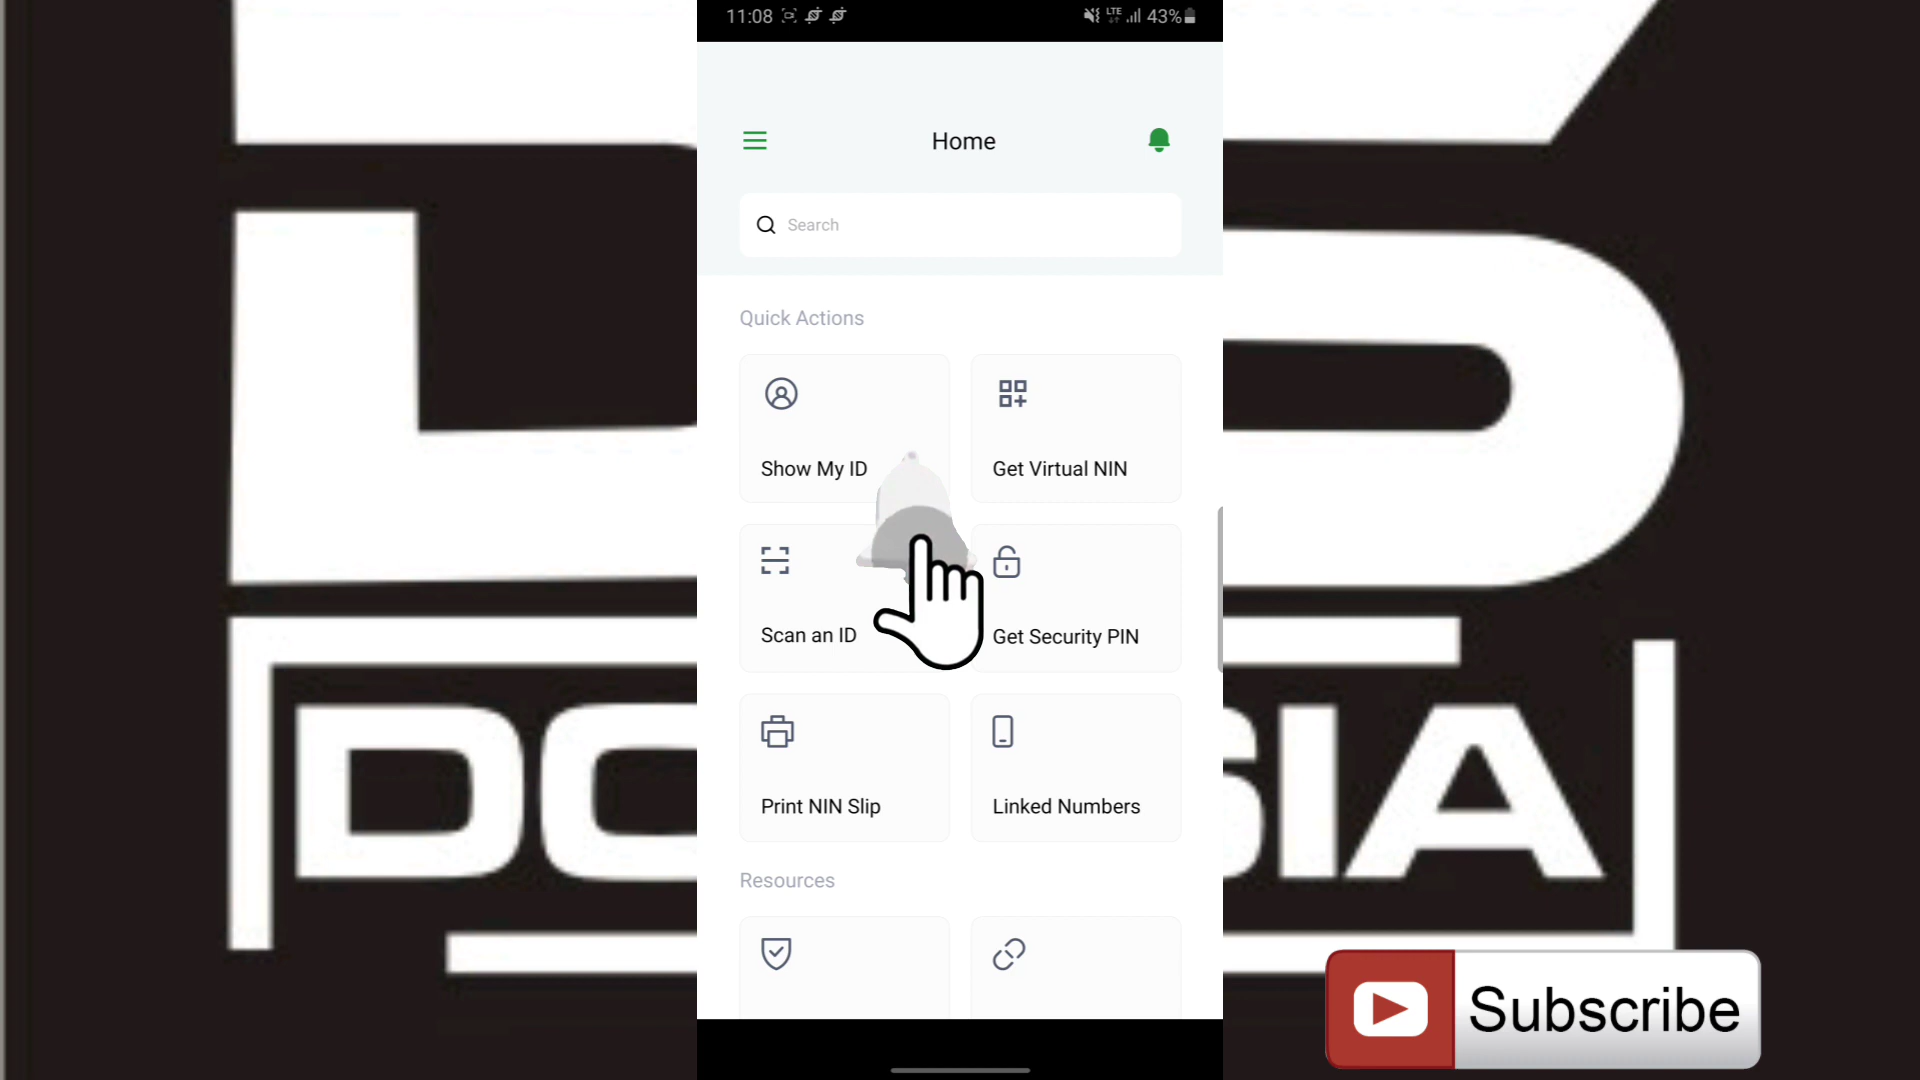 11:08 LTE 43%
Home
Search
Quick Actions
Show My ID
Get Virtual NIN
Scan an ID
Get Security PIN
Print NIN Slip
Linked Numbers
Resources
Subscribe